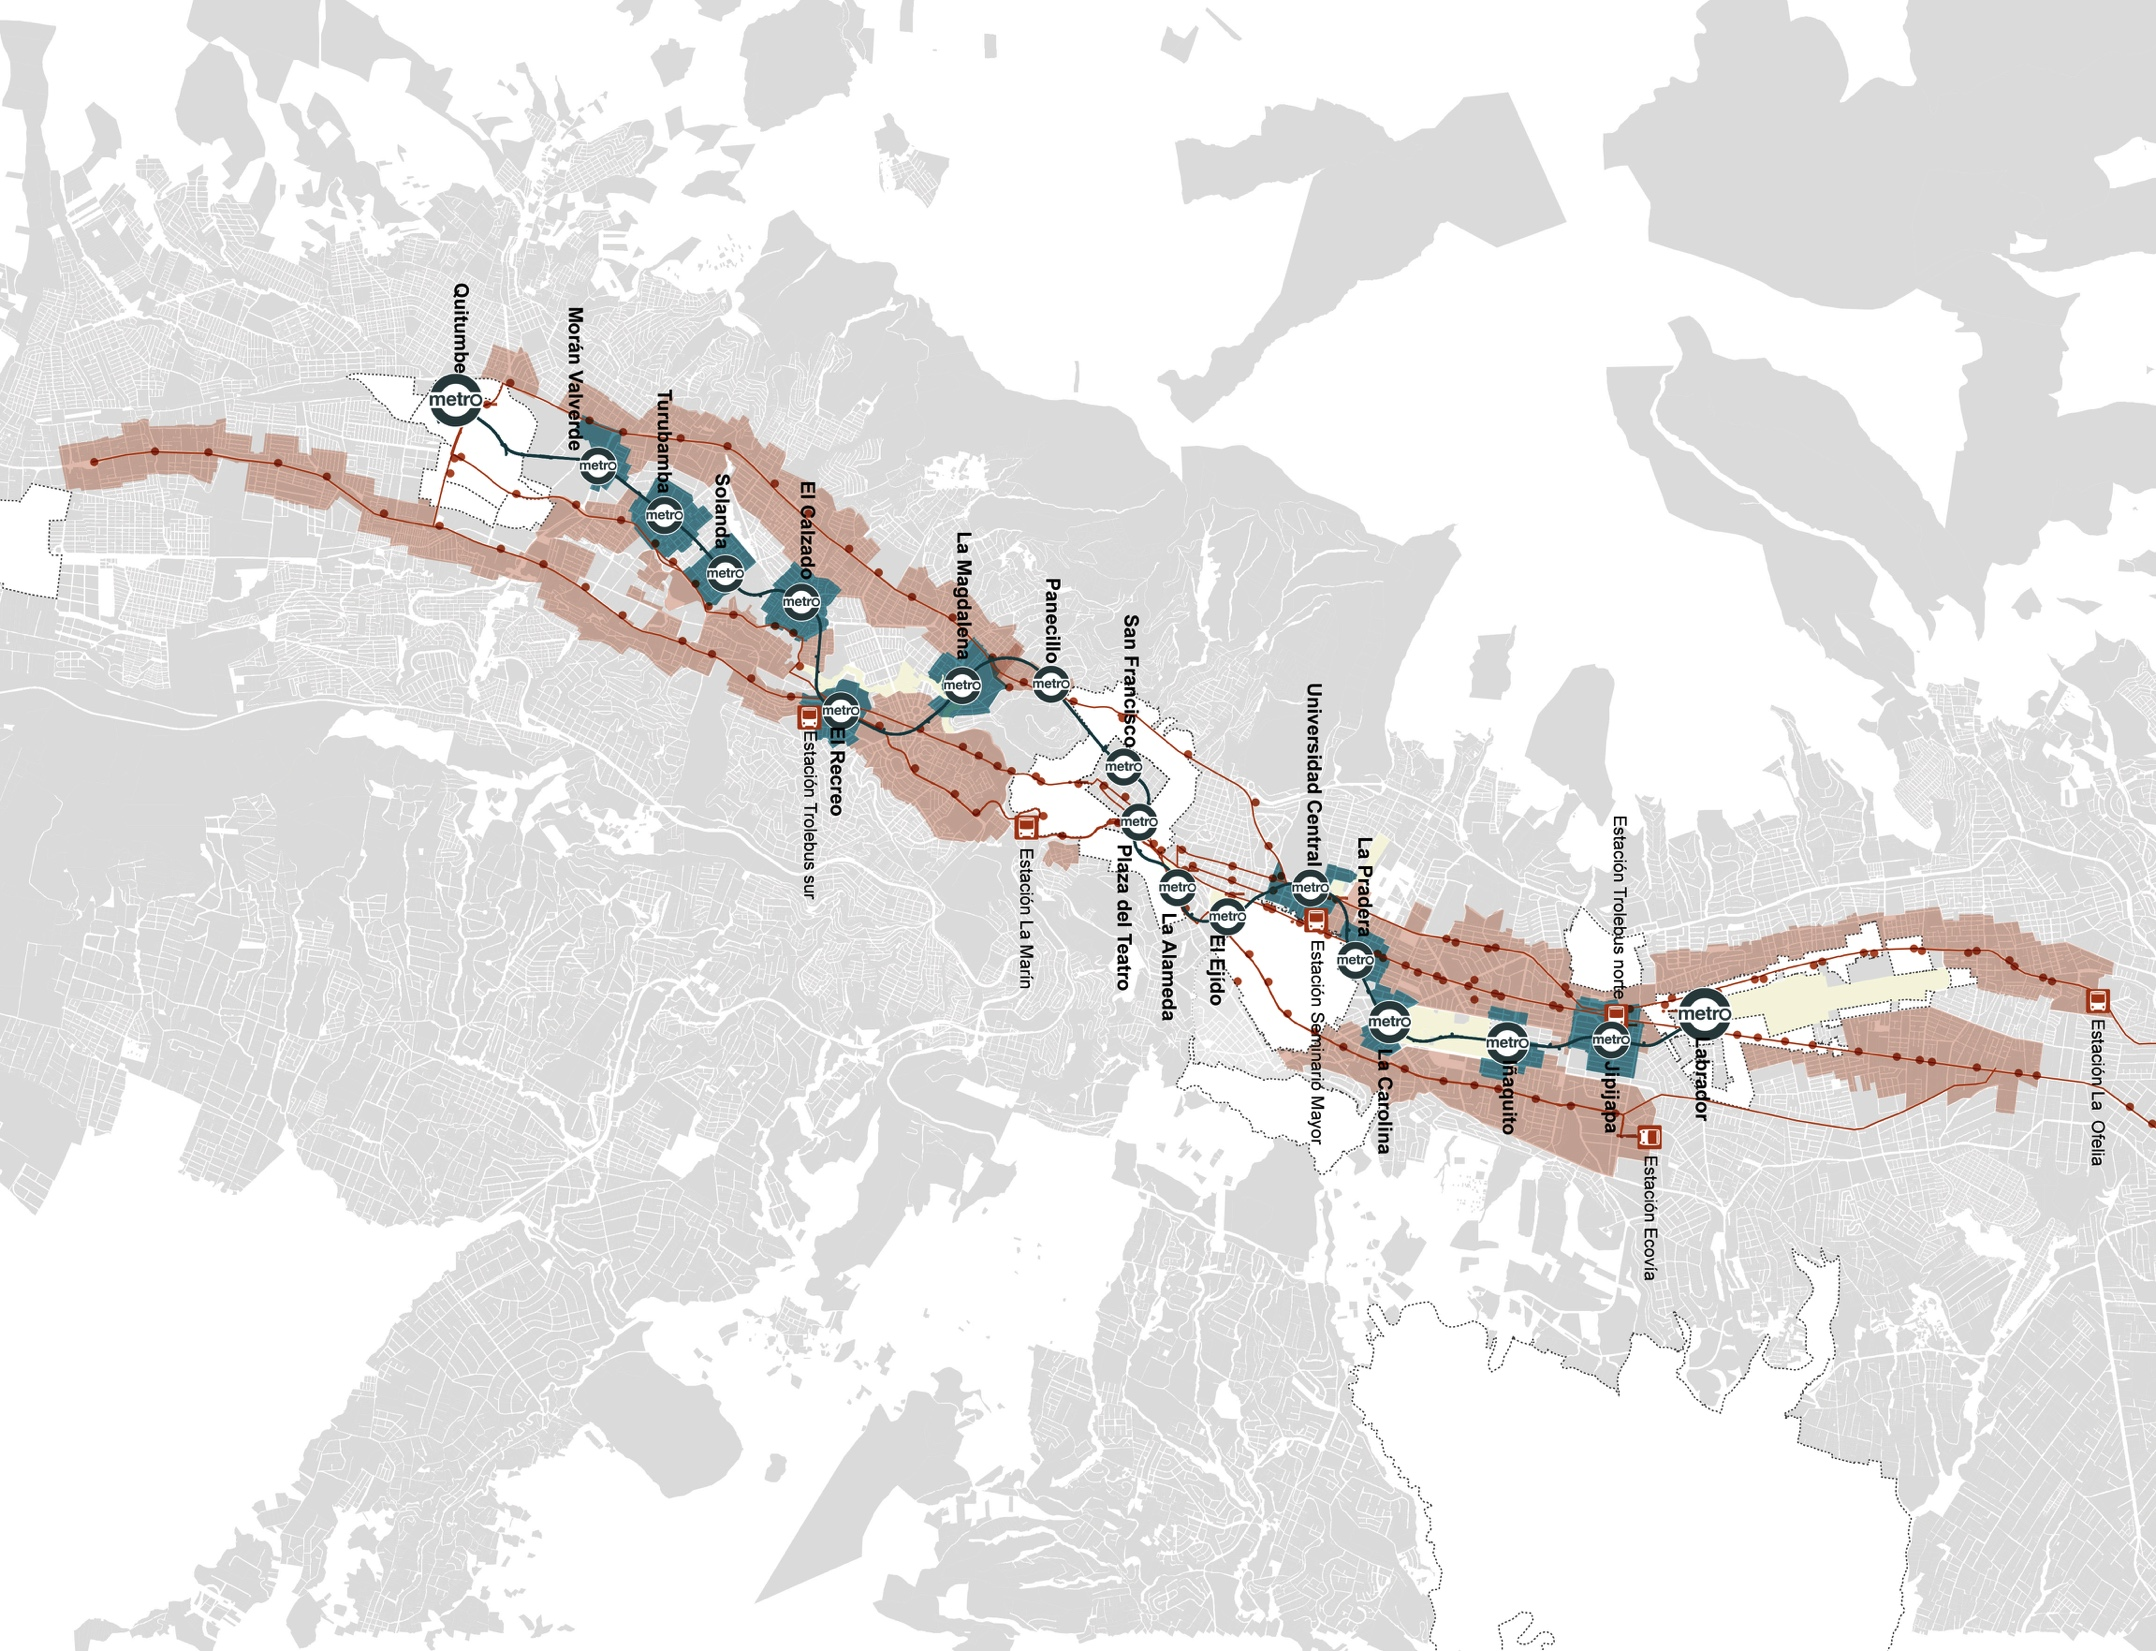 Quitumbe
metro
Morán Valverde
metro
Turubamba
metro
Solanda
metro
El Calzado
metro
El Recreo
metro
Estación Trolebus sur
La Magdalena
metro
Panecillo
metro
Estación La Marín
San Francisco
metro
Plaza del Teatro
metro
La Alameda
metro
El Ejido
metro
Universidad Central
metro
Estación Seminario Mayor
La Pradera
metro
La Carolina
metro
Iñaquito
metro
Jipijapa
metro
Estación Trolebus norte
Labrador
metro
Estación Ecovía
Estación La Ofelia